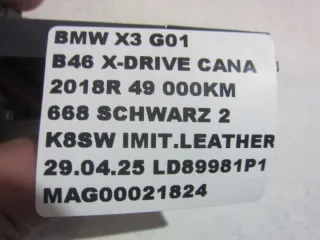 BMW X3 G01
B46 X-DRIVE CANA
2018R 49 000KM
668 SCHWARZ 2
K8SW IMIT.LEATHER
29.04.25 LD89981P1
MAG00021824